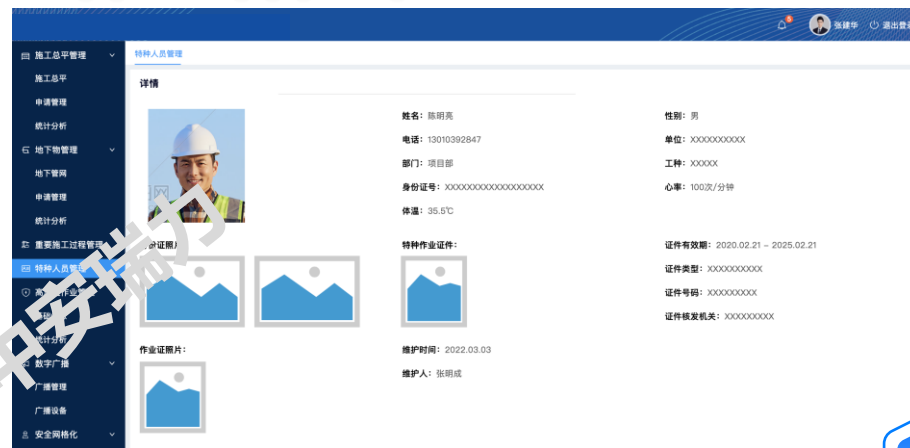 张建华 退出登录
施工总平管理
特种人员管理
施工总平
详情
申请管理
姓名：陈明亮
性别：男
统计分析
电话：13010392847
单位：XXXXXXXXXX
地下物管理
部门：项目部
工种：XXXXX
地下管网
身份证号：XXXXXXXXXXXXXXXXXX
心率：100次/分钟
申请管理
体温：35.5℃
统计分析
重要施工过程管理
特种作业证件：
证件有效期：2020.02.21 – 2025.02.21
特种人员管理
证件类型：XXXXXXXXXX
证件号码：XXXXXXXXX
证件核发机关：XXXXXXXXX
统计分析
作业证照片：
维护时间：2022.03.03
数字广播
维护人：张明成
广播管理
广播设备
安全网格化
中安瑞力